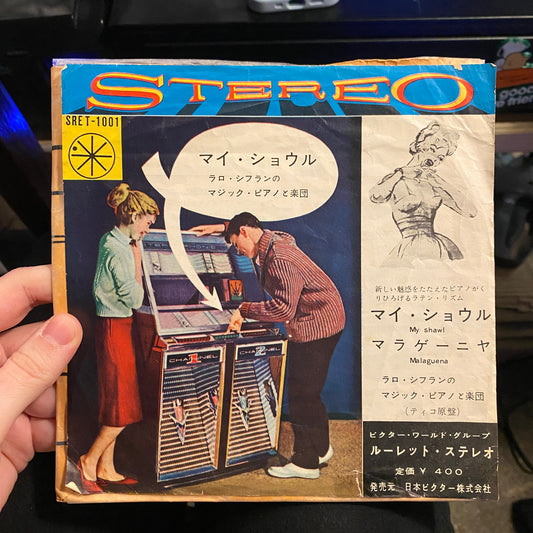 STEREO
SRET-1001
マイ・ショウル
ラロ・シフランの
マジック・ピアノと楽団
STEREOPHONIC
CHANNEL 1
CHANNEL 2
新しい魅惑をたたえたピアノがく
りひろげるラテン・リズム
マイ・ショウル
My shawl
マラゲーニヤ
Malaguena
ラロ・シフランの
マジック・ピアノと楽団
(ティコ原盤)
ビクター・ワールド・グループ
ルーレット・ステレオ
定価 ¥ 400
発売元 日本ビクター株式会社
good